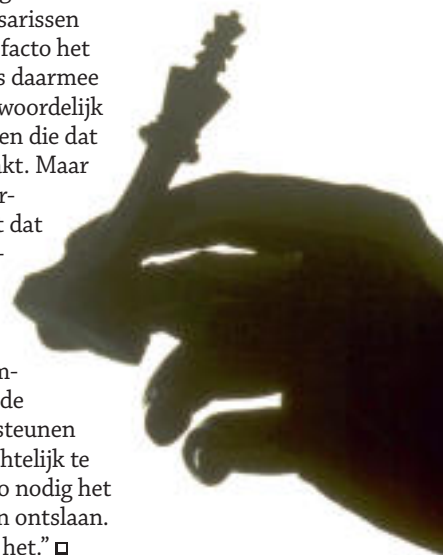 sarissen
facto het
s daarmee
woordelijk
en die dat
kt. Maar
r-
t dat
-
m-
de
steunen
htelijk te
o nodig het
n ontslaan.
het.”